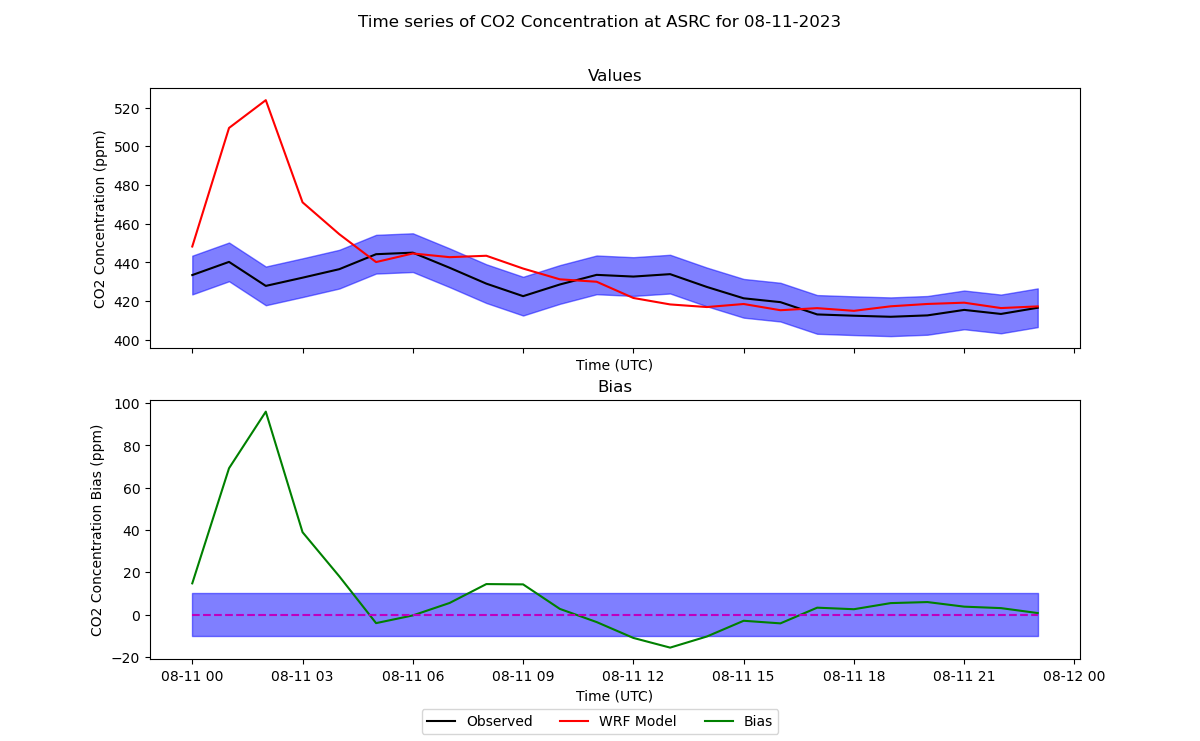 Time series of CO2 Concentration at ASRC for 08-11-2023
Values
CO2 Concentration (ppm)
520
500
480
460
440
420
400
Time (UTC)
Bias
CO2 Concentration Bias (ppm)
100
80
60
40
20
0
−20
08-11 00 08-11 03 08-11 06 08-11 09 08-11 12 08-11 15 08-11 18 08-11 21 08-12 00
Time (UTC)
Observed WRF Model Bias